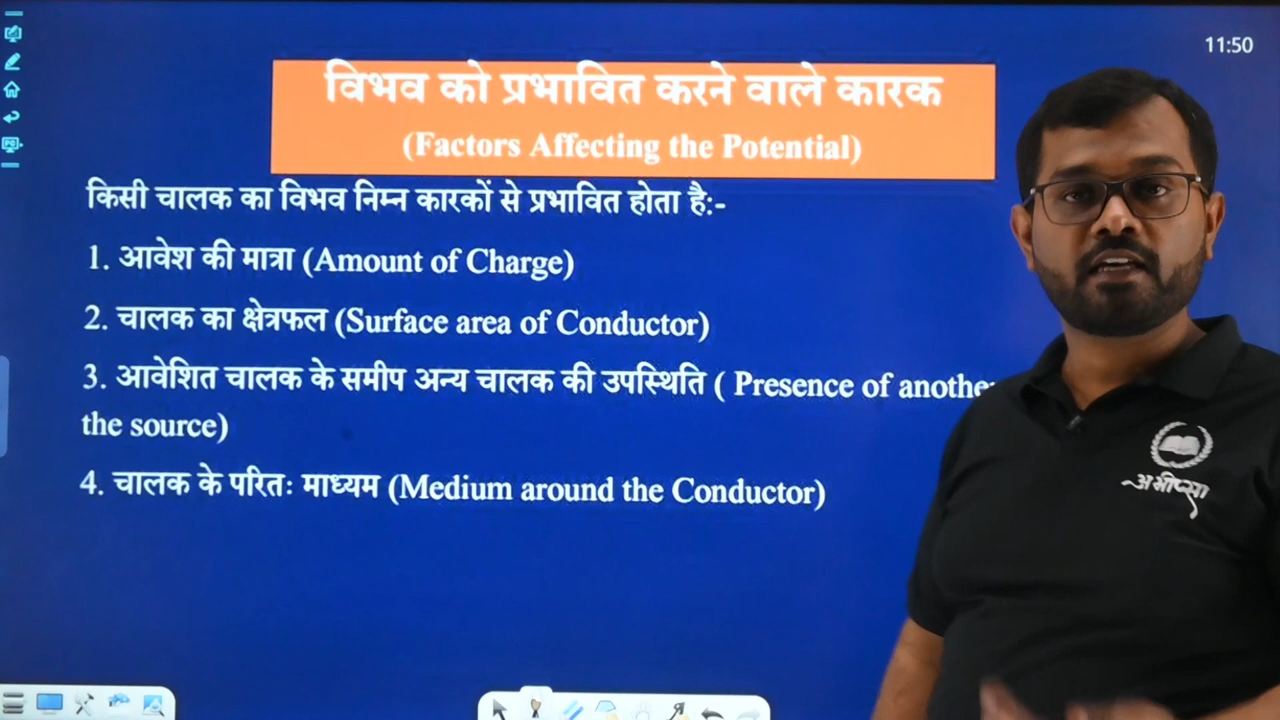 11:50
विभव को प्रभावित करने वाले कारक
(Factors Affecting the Potential)
किसी चालक का विभव निम्न कारकों से प्रभावित होता है:-
1. आवेश की मात्रा (Amount of Charge)
2. चालक का क्षेत्रफल (Surface area of Conductor)
3. आवेशित चालक के समीप अन्य चालक की उपस्थिति ( Presence of
the source)
4. चालक के परितः माध्यम (Medium around the Conductor)
अभीप्सा